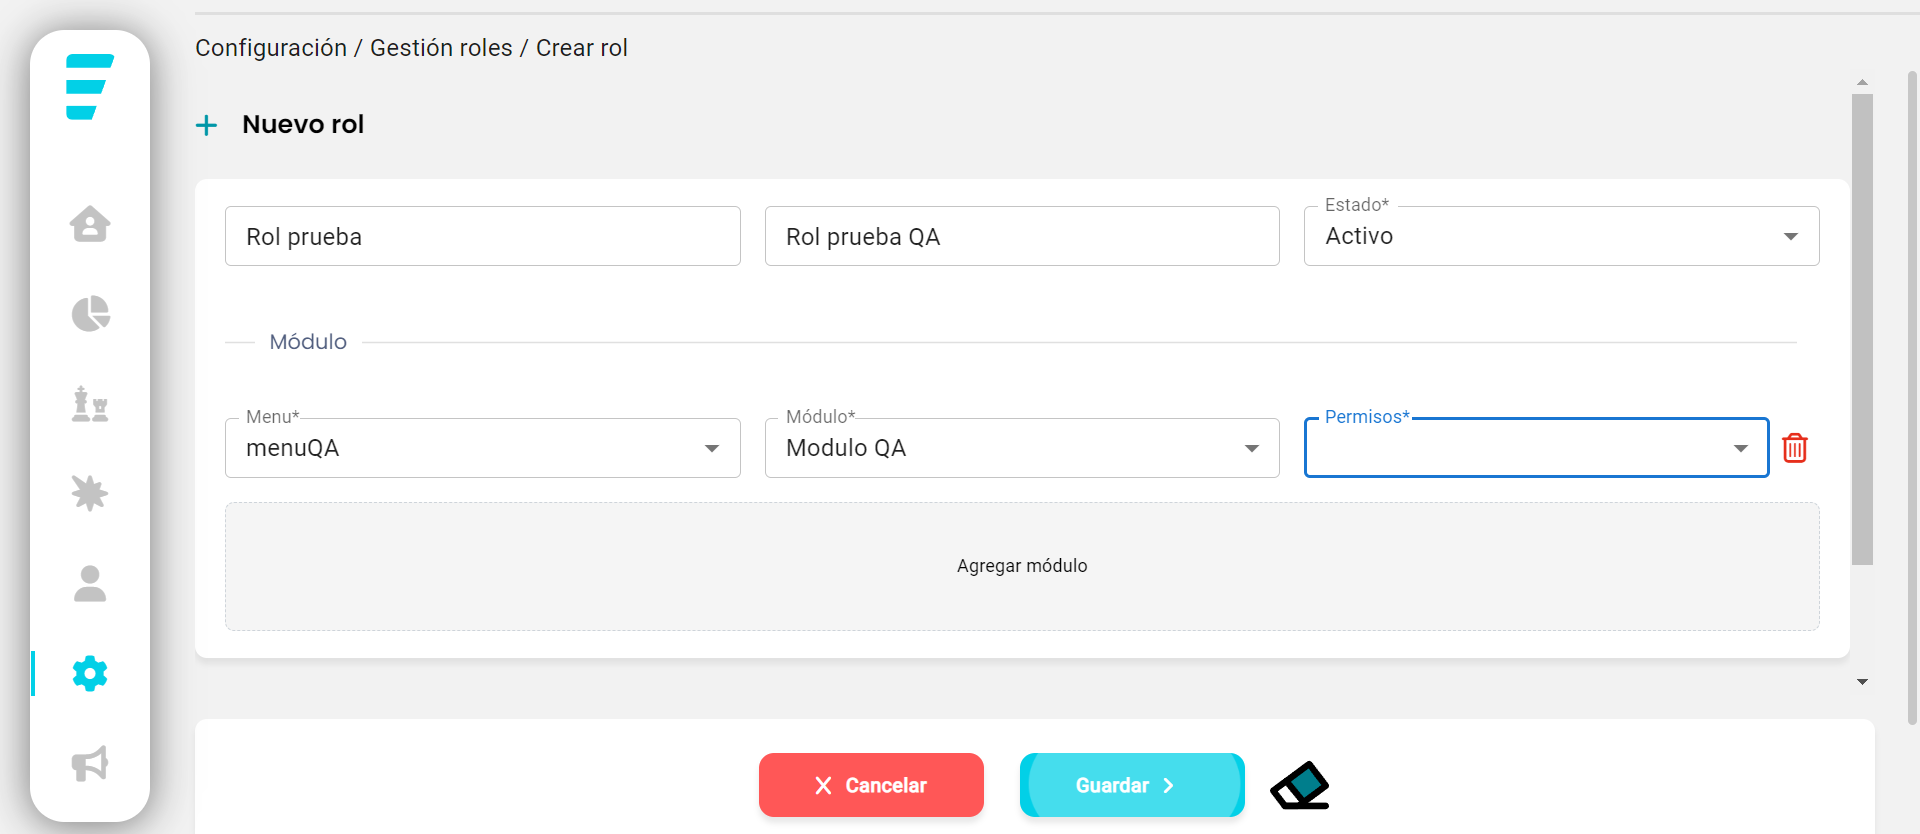 Configuración / Gestión roles / Crear rol
Nuevo rol
Rol prueba
Rol prueba QA
Estado*
Activo
Módulo
Menu*
menuQA
Módulo*
Modulo QA
Permisos*
Agregar módulo
Cancelar
Guardar